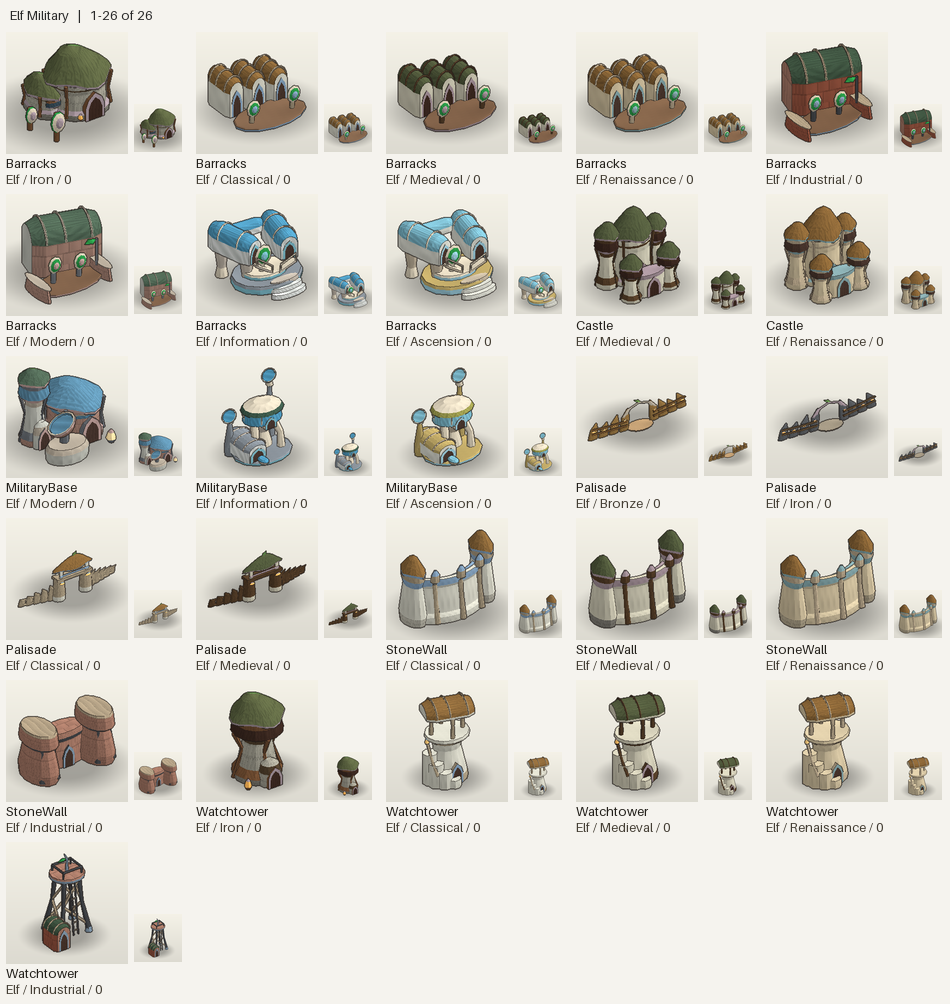 Elf Military | 1-26 of 26
Barracks
Elf / Iron / 0
Barracks
Elf / Classical / 0
Barracks
Elf / Medieval / 0
Barracks
Elf / Renaissance / 0
Barracks
Elf / Industrial / 0
Barracks
Elf / Modern / 0
Barracks
Elf / Information / 0
Barracks
Elf / Ascension / 0
Castle
Elf / Medieval / 0
Castle
Elf / Renaissance / 0
MilitaryBase
Elf / Modern / 0
MilitaryBase
Elf / Information / 0
MilitaryBase
Elf / Ascension / 0
Palisade
Elf / Bronze / 0
Palisade
Elf / Iron / 0
Palisade
Elf / Classical / 0
Palisade
Elf / Medieval / 0
StoneWall
Elf / Classical / 0
StoneWall
Elf / Medieval / 0
StoneWall
Elf / Renaissance / 0
StoneWall
Elf / Industrial / 0
Watchtower
Elf / Iron / 0
Watchtower
Elf / Classical / 0
Watchtower
Elf / Medieval / 0
Watchtower
Elf / Renaissance / 0
Watchtower
Elf / Industrial / 0